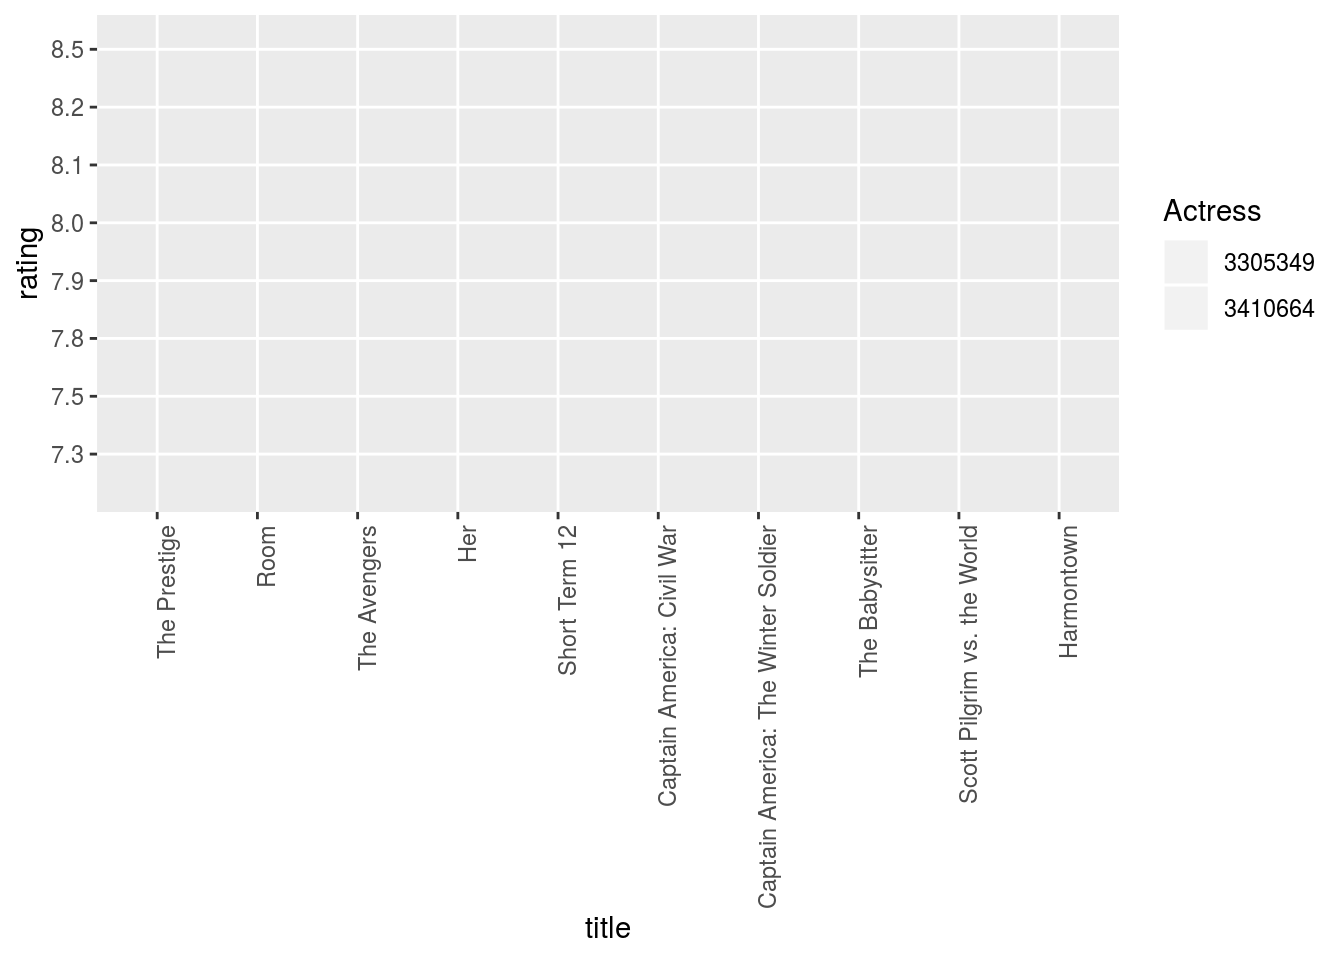 8.5
8.2
8.1
8.0
7.9
7.8
7.5
7.3
rating
The Prestige
Room
The Avengers
Her
Short Term 12
Captain America: Civil War
Captain America: The Winter Soldier
The Babysitter
Scott Pilgrim vs. the World
Harmontown
title
Actress
3305349
3410664